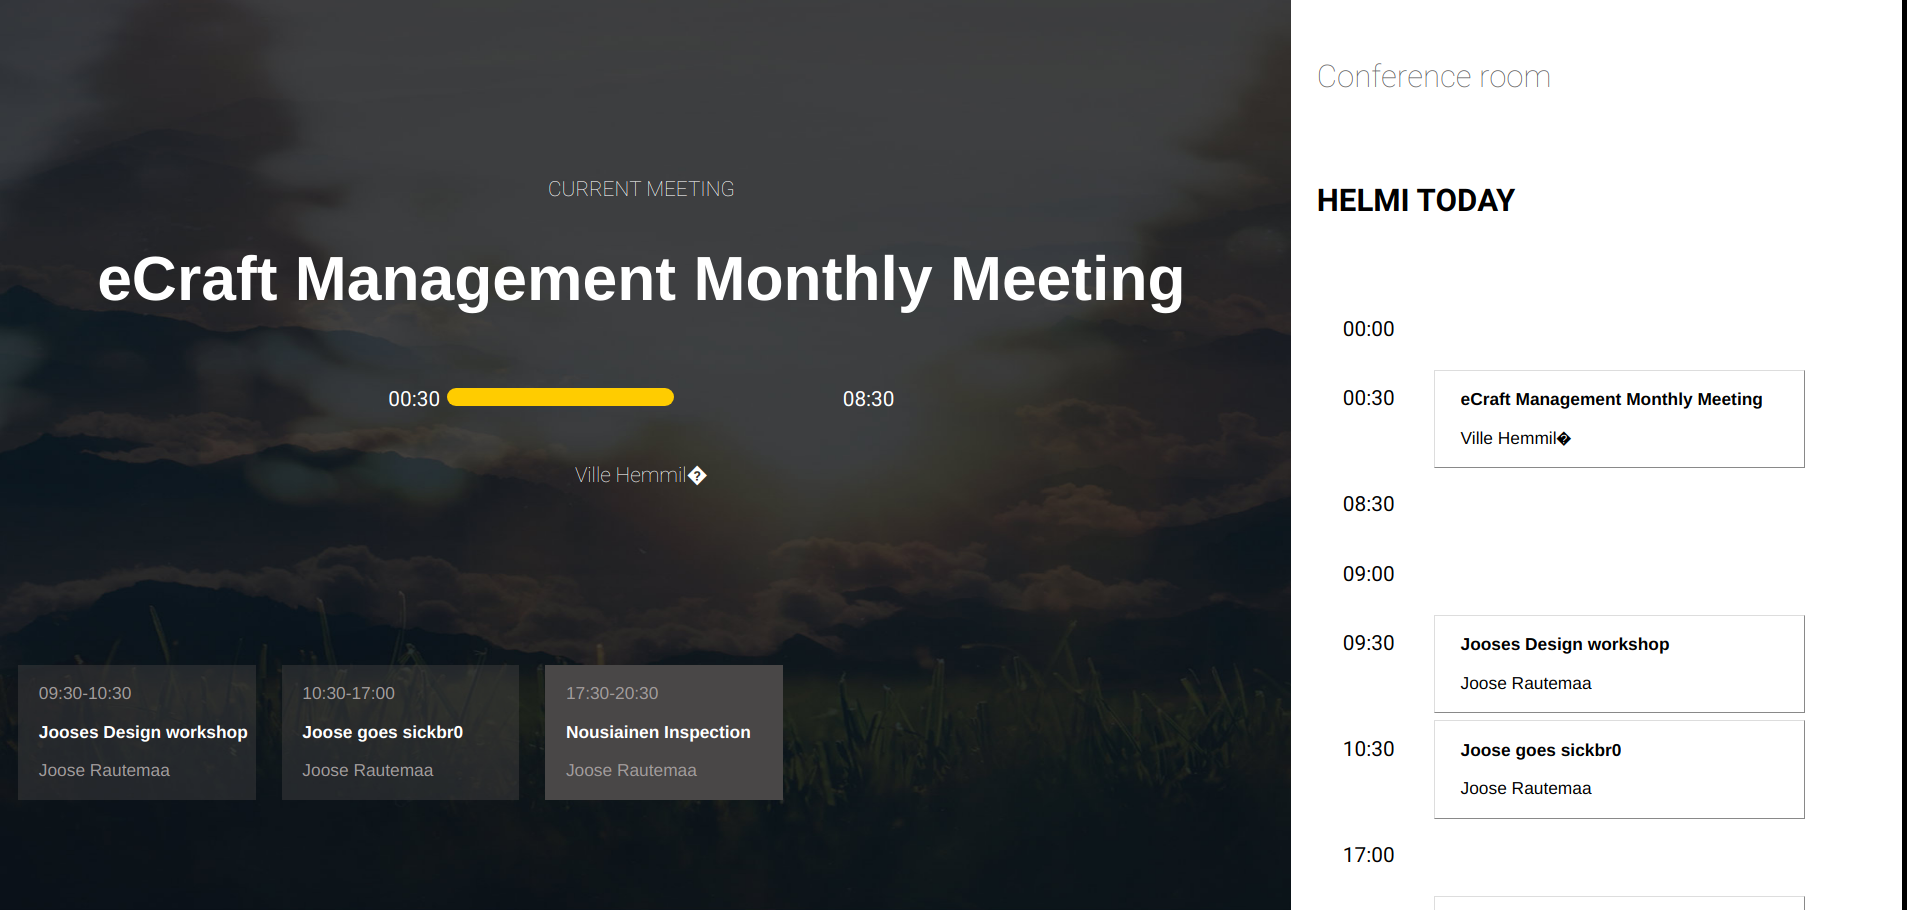 CURRENT MEETING
eCraft Management Monthly Meeting
00:30 08:30
Ville Hemmil�
09:30-10:30
Jooses Design workshop
Joose Rautemaa
10:30-17:00
Joose goes sickbr0
Joose Rautemaa
17:30-20:30
Nousiainen Inspection
Joose Rautemaa
Conference room
HELMI TODAY
00:00
00:30
eCraft Management Monthly Meeting
Ville Hemmil�
08:30
09:00
09:30
Jooses Design workshop
Joose Rautemaa
10:30
Joose goes sickbr0
Joose Rautemaa
17:00